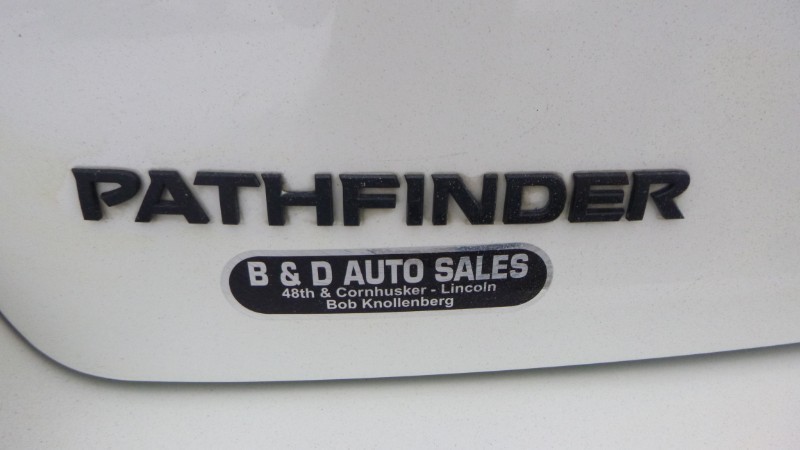 PATHFINDER
B & D AUTO SALES
48th & Cornhusker - Lincoln
Bob Knollenberg